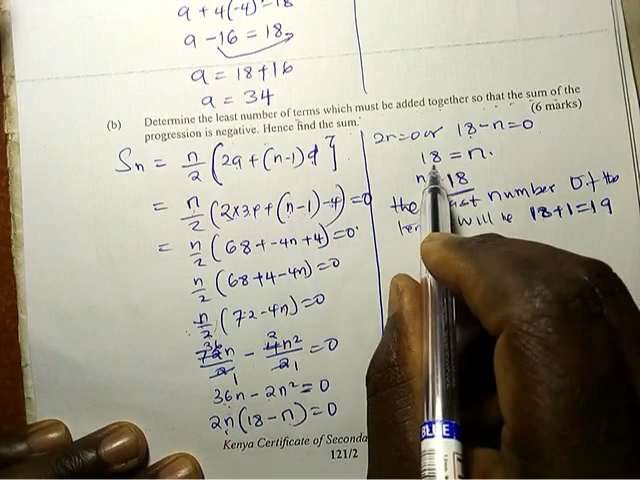 a + 4(-4) = 18
a - 16 = 18
a = 18 + 16
a = 34
(b) Determine the least number of terms which must be added together so that the sum of the progression is negative. Hence find the sum. (6 marks)
Sn = n/2 (2a + (n-1)d]
= n/2 (2×34 + (n-1)-4) = 0
= n/2 (68 + -4n + 4) = 0
n/2 (68 + 4 - 4n) = 0
n/2 (72 - 4n) = 0
72n/2 - 4n²/2 = 0
36n - 2n² = 0
2n(18 - n) = 0
2n = 0 or 18 - n = 0
18 = n.
18
the number of the
will be 18 + 1 = 19
Kenya Certificate of Seconda
121/2
BLUE